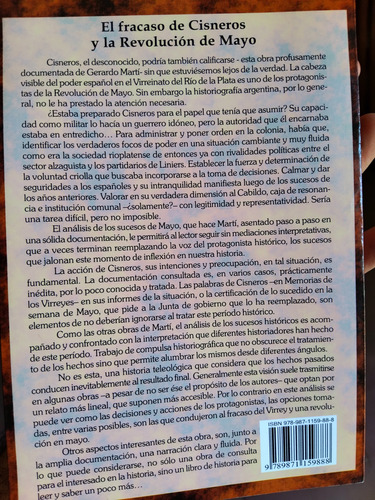 El fracaso de Cisneros
y la Revolución de Mayo
Cisneros, el desconocido, podría también calificarse - esta obra profusamente
documentada de Gerardo Martí- sin que estuviésemos lejos de la verdad. La cabeza
visible del poder español en el Virreinato del Río de la Plata es uno de los protagonis-
tas de la Revolución de Mayo. Sin embargo la historiografía argentina, por lo gene-
ral, no le ha prestado la atención necesaria.
¿Estaba preparado Cisneros para el papel que tenía que asumir? Su capaci-
dad como militar lo hacía un guerrero idóneo, pero la autoridad que él encarnaba
estaba en entredicho... Para administrar y poner orden en la colonia, había que,
identificar los verdaderos focos de poder en una situación cambiante y muy fluida
como era la sociedad rioplatense de entonces ya con rivalidades políticas entre el
sector alzaguista y los partidarios de Liniers. Establecer la fuerza y determinación de
la voluntad criolla que buscaba incorporarse a la toma de decisiones. Calmar y dar
seguridades a los españoles y su intranquilidad manifiesta luego de los sucesos de
los años anteriores. Valorar en su verdadera dimensión al Cabildo, caja de resonan-
cia e institución comunal –¿solamente?– con legitimidad y representatividad. Sería
una tarea difícil, pero no imposible.
El análisis de los sucesos de Mayo, que hace Martí, asentado paso a paso en
una sólida documentación, le permitirá al lector seguir sin mediaciones interpretativas,
que a veces terminan reemplazando la voz del protagonista histórico, los sucesos
que jalonan este momento de inflexión en nuestra historia.
La acción de Cisneros, sus intenciones y preocupación, en tal situación, es
fundamental. La documentación consultada es, en varios casos, prácticamente
inédita, por lo poco conocida y tratada. Las palabras de Cisneros –en Memorias de
los Virreyes– en sus informes de la situación, o la certificación de lo sucedido en la
semana de Mayo, que pide a la Junta de gobierno que lo ha reemplazado, son
elementos de no deberían ignorarse al tratar este período histórico.
Como las otras obras de Martí, el análisis de los sucesos históricos es acom-
pañado y confrontado con la interpretación que diferentes historiadores han hecho
de este período. Trabajo de compulsa historiográfica que no obscurece el tratamien-
to de los hechos sino que permite alumbrar los mismos desde diferentes ángulos.
No es esta, una historia teleológica que considera que los hechos pasados
conducen inevitablemente al resultado final. Generalmente esta visión suele trasmitirse
en algunas obras –a pesar de no ser ése el propósito de los autores– que optan por
un relato más lineal, que suponen más accesible. Por lo contrario en este análisis se
puede ver como las decisiones y acciones de los protagonistas, las opciones toma-
das, entre varias posibles, son las que condujeron al fracaso del Virrey y una revolu-
ción en mayo.
Otros aspectos interesantes de esta obra, son, junto a
la amplia documentación, una narración clara y fluida. Por
lo que puede considerarse, no sólo una obra de consulta
para el interesado en la historia, sino un libro de historia para
leer y saber un poco más...
978-987-1159-88-8
9789871159888